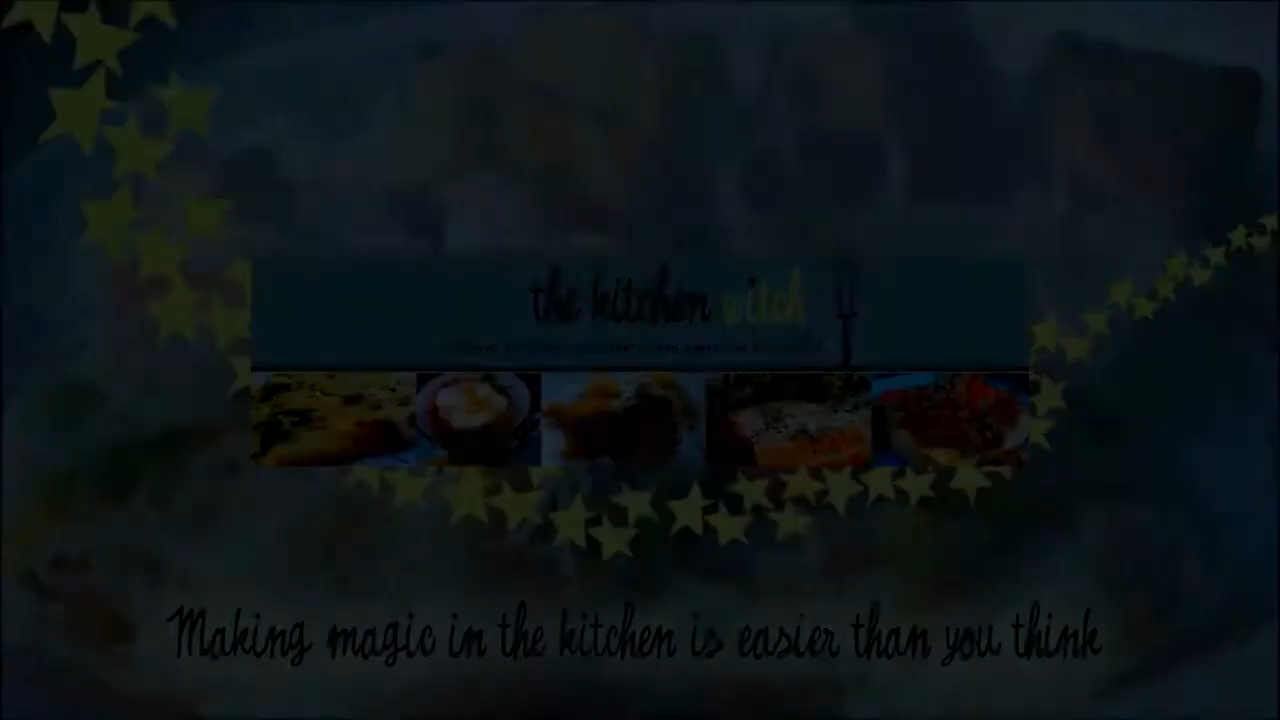 the kitchen witch
Making magic in the kitchen is easier than you think